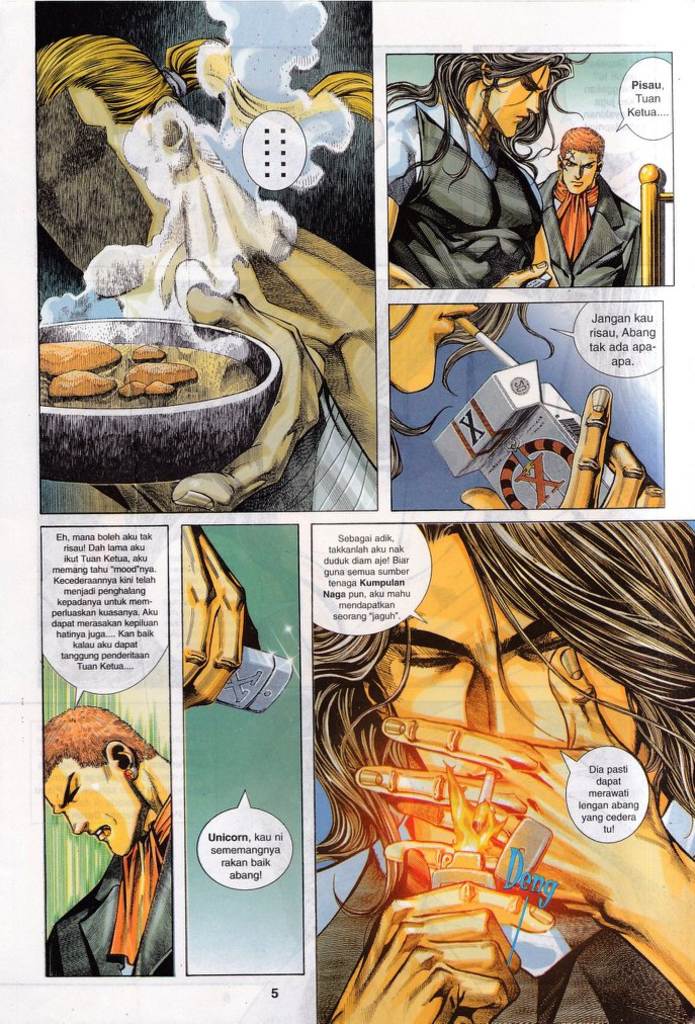 Pisau,
Tuan
Ketua....
Jangan kau
risau, Abang
tak ada apa-
apa.
X
X
Eh, mana boleh aku tak
risau! Dah lama aku
ikut Tuan Ketua, aku
memang tahu "mood"nya.
Kecederaannya kini telah
menjadi penghalang
kepadanya untuk mem-
perluaskan kuasanya. Aku
dapat merasakan kepiluan
hatinya juga.... Kan baik
kalau aku dapat
tanggung penderitaan
Tuan Ketua....
X
Unicorn, kau ni
sememangnya
rakan baik
abang!
Sebagai adik,
takkanlah aku nak
duduk diam aje! Biar
guna semua sumber
tenaga Kumpulan
Naga pun, aku mahu
mendapatkan
seorang "jaguh".
Dia pasti
dapat
merawati
lengan abang
yang cedera
tu!
Deng
5